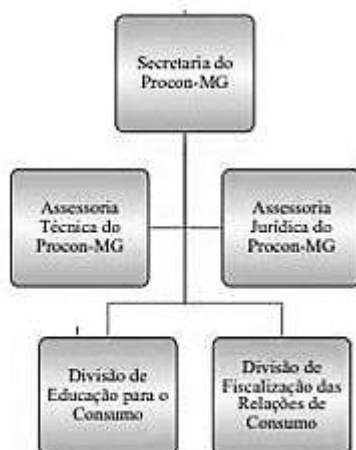 Secretaria do
Procon-MG
Assessoria
Técnica do
Procon-MG
Assessoria
Jurídica do
Procon-MG
Divisão de
Educação para o
Consumo
Divisão de
Fiscalização das
Relações de
Consumo